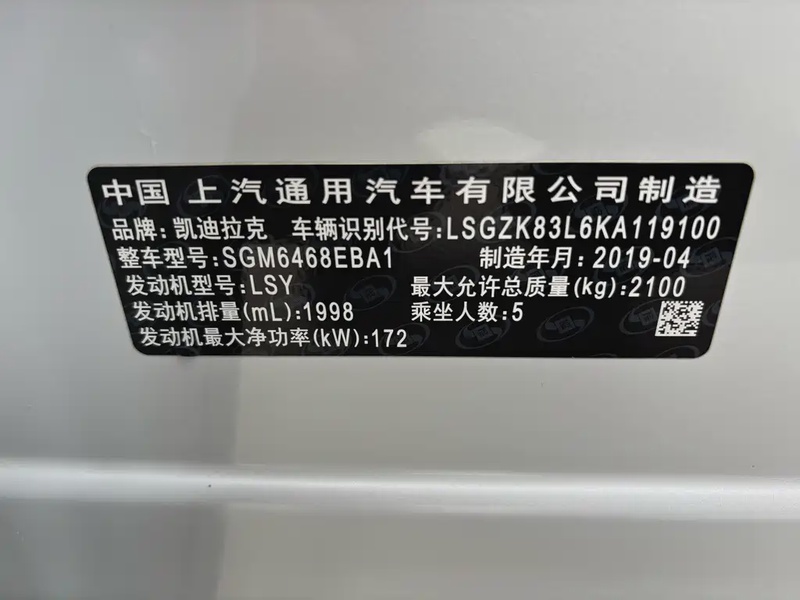 中国 上汽通用汽车有限公司制造
品牌:凯迪拉克 车辆识别代号:LSGZK83L6KA119100
整车型号:SGM6468EBA1 制造年月:2019-04
发动机型号:LSY 最大允许总质量(kg):2100
发动机排量(mL):1998 乘坐人数:5
发动机最大净功率(kW):172